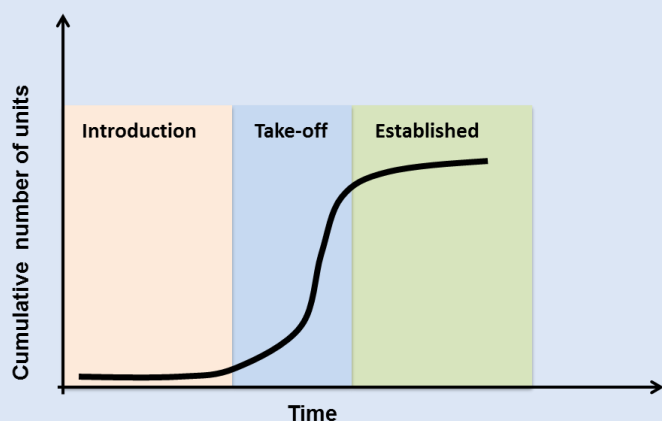 Introduction
Take-off
Established
Cumulative number of units
Time